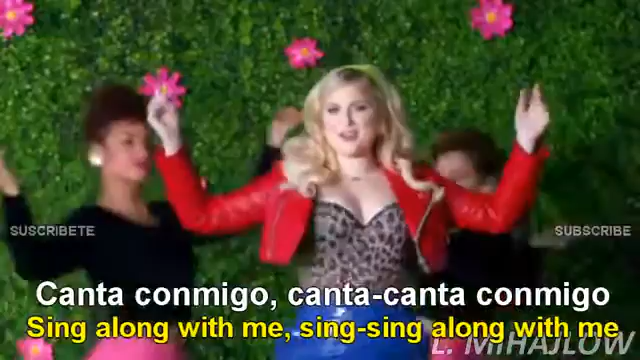 SUSCRIBETE
SUBSCRIBE
Canta conmigo, canta-canta conmigo
Sing along with me, sing-sing along with me
L. MIHAJLOW